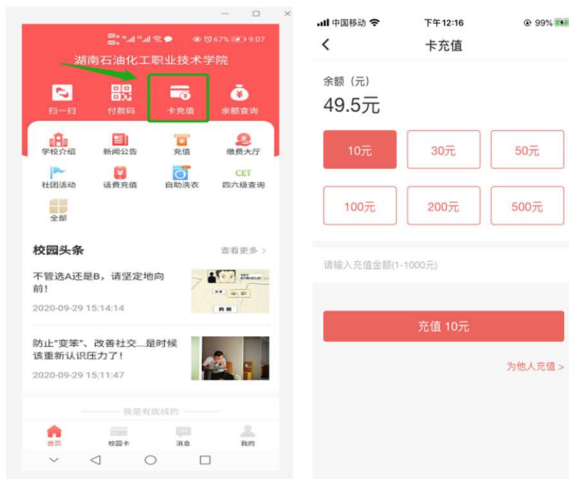 67% 9:07
湖南石油化工职业技术学院
扫一扫 付款码 卡充值 余额查询
学校介绍 新闻公告 充值 缴费大厅
CET
社团活动 话费充值 自助洗衣 四六级查询
全部
校园头条 查看更多 >
不管选A还是B，请坚定地向
前！
2020-09-29 15:14:14
防止“变笨”、改善社交...是时候
该重新认识压力了！
2020-09-29 15:11:47
我是有底线的
首页 校园卡 消息 我的
中国移动 下午12:16 99%
卡充值
余额（元）
49.5元
10元 30元 50元
100元 200元 500元
请输入充值金额(1-1000元)
充值 10元
为他人充值 >